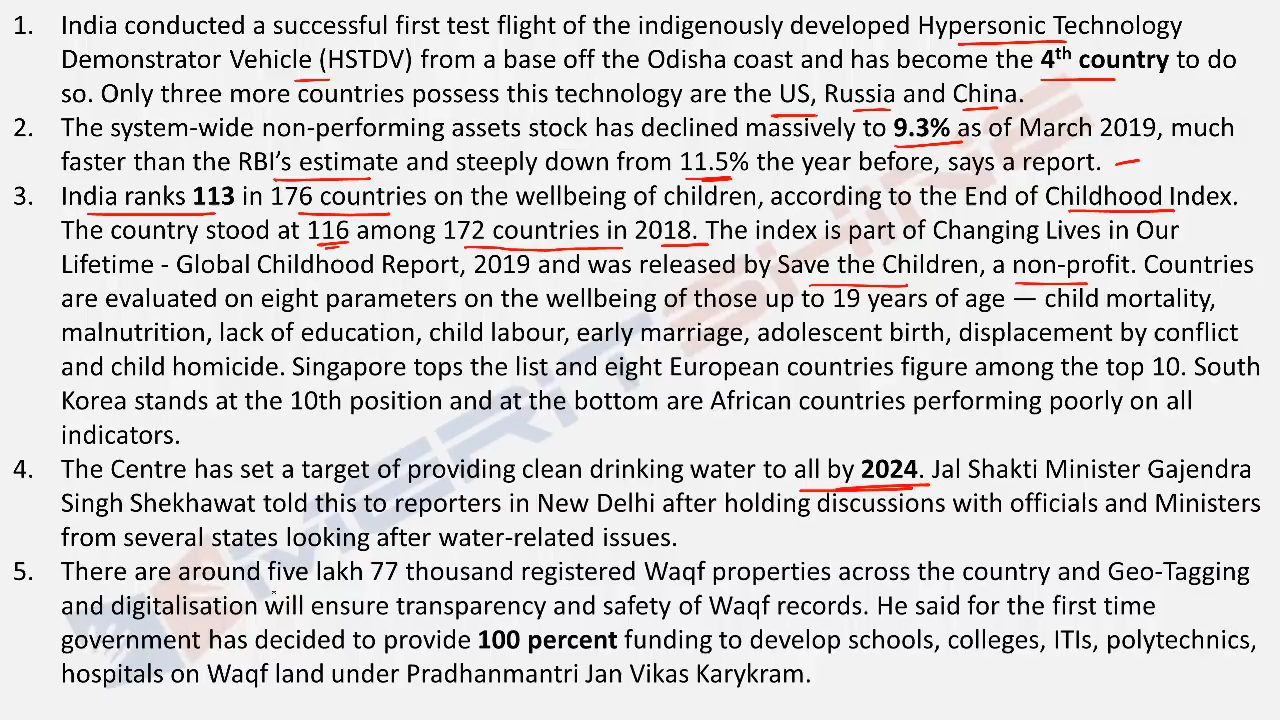 1. India conducted a successful first test flight of the indigenously developed Hypersonic Technology
Demonstrator Vehicle (HSTDV) from a base off the Odisha coast and has become the 4th country to do
so. Only three more countries possess this technology are the US, Russia and China.
2. The system-wide non-performing assets stock has declined massively to 9.3% as of March 2019, much
faster than the RBI's estimate and steeply down from 11.5% the year before, says a report.
3. India ranks 113 in 176 countries on the wellbeing of children, according to the End of Childhood Index.
The country stood at 116 among 172 countries in 2018. The index is part of Changing Lives in Our
Lifetime - Global Childhood Report, 2019 and was released by Save the Children, a non-profit. Countries
are evaluated on eight parameters on the wellbeing of those up to 19 years of age — child mortality,
malnutrition, lack of education, child labour, early marriage, adolescent birth, displacement by conflict
and child homicide. Singapore tops the list and eight European countries figure among the top 10. South
Korea stands at the 10th position and at the bottom are African countries performing poorly on all
indicators.
4. The Centre has set a target of providing clean drinking water to all by 2024. Jal Shakti Minister Gajendra
Singh Shekhawat told this to reporters in New Delhi after holding discussions with officials and Ministers
from several states looking after water-related issues.
5. There are around five lakh 77 thousand registered Waqf properties across the country and Geo-Tagging
and digitalisation will ensure transparency and safety of Waqf records. He said for the first time
government has decided to provide 100 percent funding to develop schools, colleges, ITIs, polytechnics,
hospitals on Waqf land under Pradhanmantri Jan Vikas Karykram.
MERIT SHINE